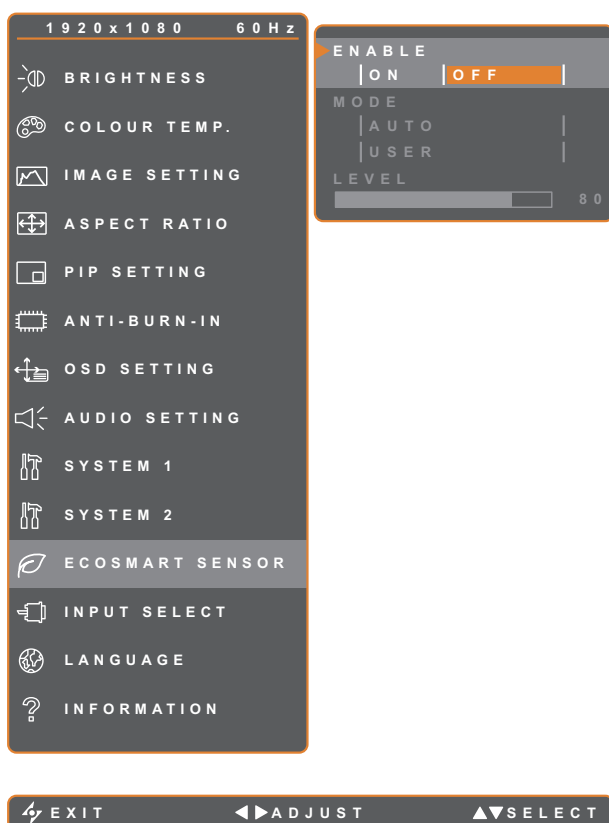 1920x1080 60Hz
BRIGHTNESS
COLOUR TEMP.
IMAGE SETTING
ASPECT RATIO
PIP SETTING
ANTI-BURN-IN
OSD SETTING
AUDIO SETTING
SYSTEM 1
SYSTEM 2
ECOSMART SENSOR
INPUT SELECT
LANGUAGE
INFORMATION
ENABLE
ON OFF
MODE
AUTO
USER
LEVEL
80
EXIT ADJUST SELECT